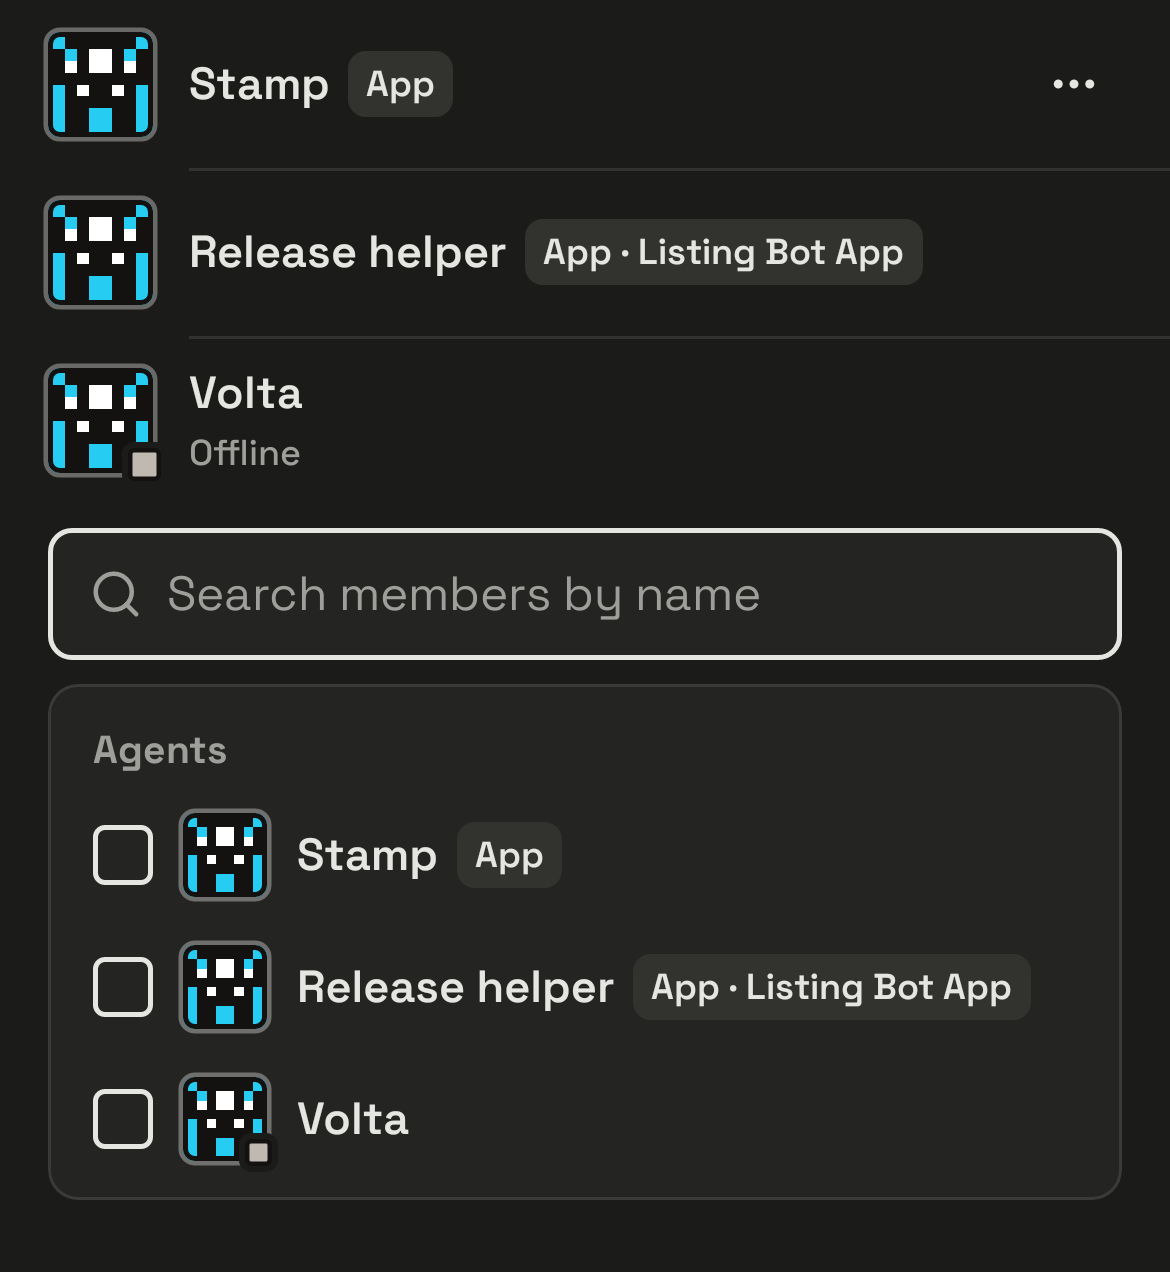 Stamp App
Release helper App · Listing Bot App
Volta
Offline
Search members by name
Agents
Stamp App
Release helper App · Listing Bot App
Volta